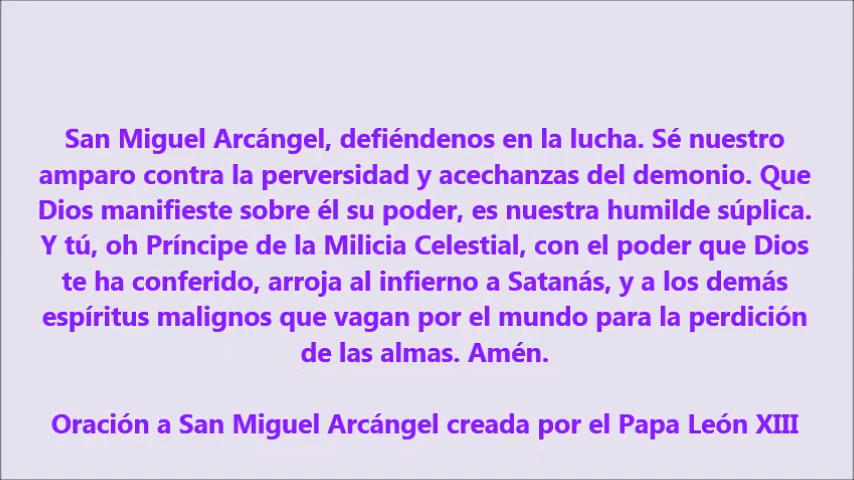 San Miguel Arcángel, defiéndenos en la lucha. Sé nuestro
amparo contra la perversidad y acechanzas del demonio. Que
Dios manifieste sobre él su poder, es nuestra humilde súplica.
Y tú, oh Príncipe de la Milicia Celestial, con el poder que Dios
te ha conferido, arroja al infierno a Satanás, y a los demás
espíritus malignos que vagan por el mundo para la perdición
de las almas. Amén.
Oración a San Miguel Arcángel creada por el Papa León XIII